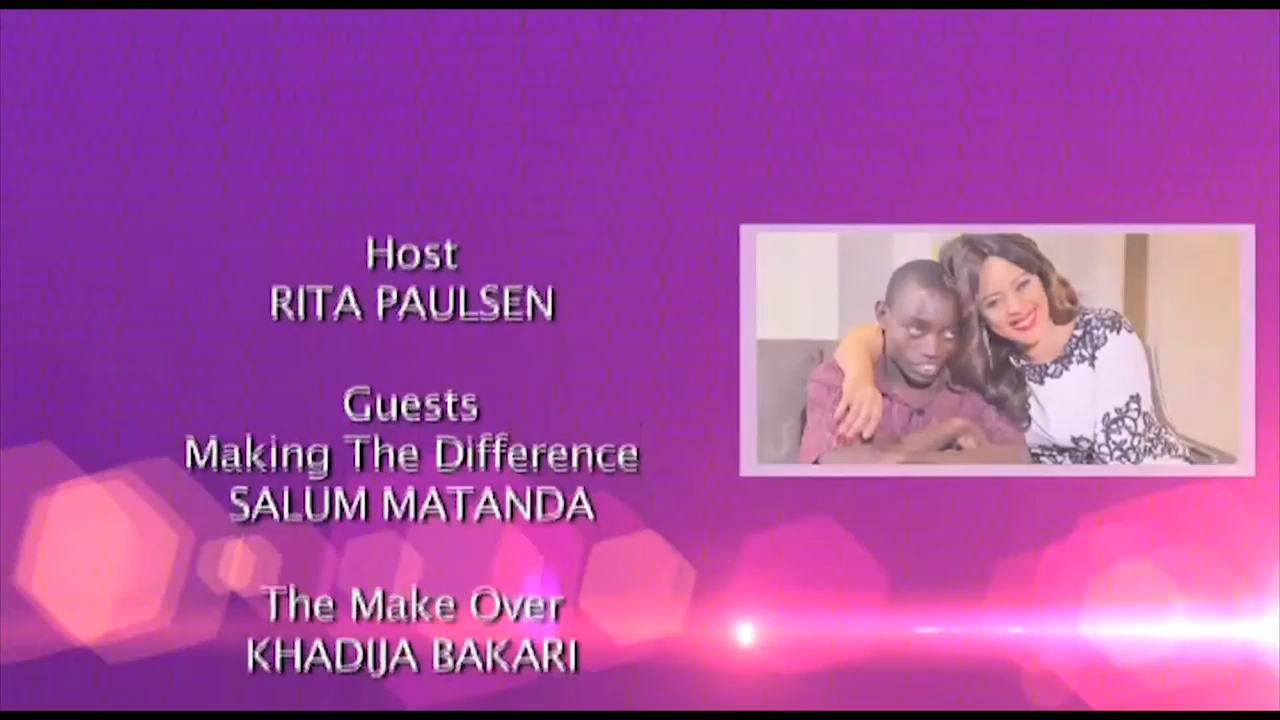 Host
RITA PAULSEN
Guests
Making The Difference
SALUM MATANDA
The Make Over
KHADIJA BAKARI